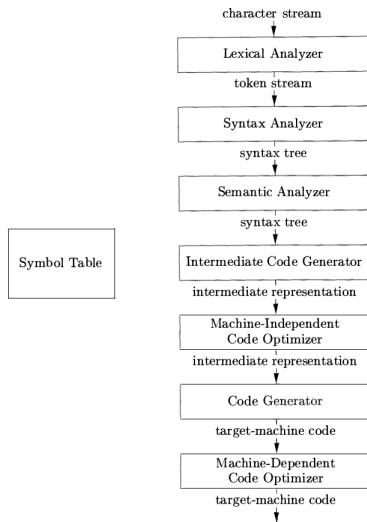 character stream
Lexical Analyzer
token stream
Syntax Analyzer
syntax tree
Semantic Analyzer
syntax tree
Symbol Table
Intermediate Code Generator
intermediate representation
Machine-Independent
Code Optimizer
intermediate representation
Code Generator
target-machine code
Machine-Dependent
Code Optimizer
target-machine code